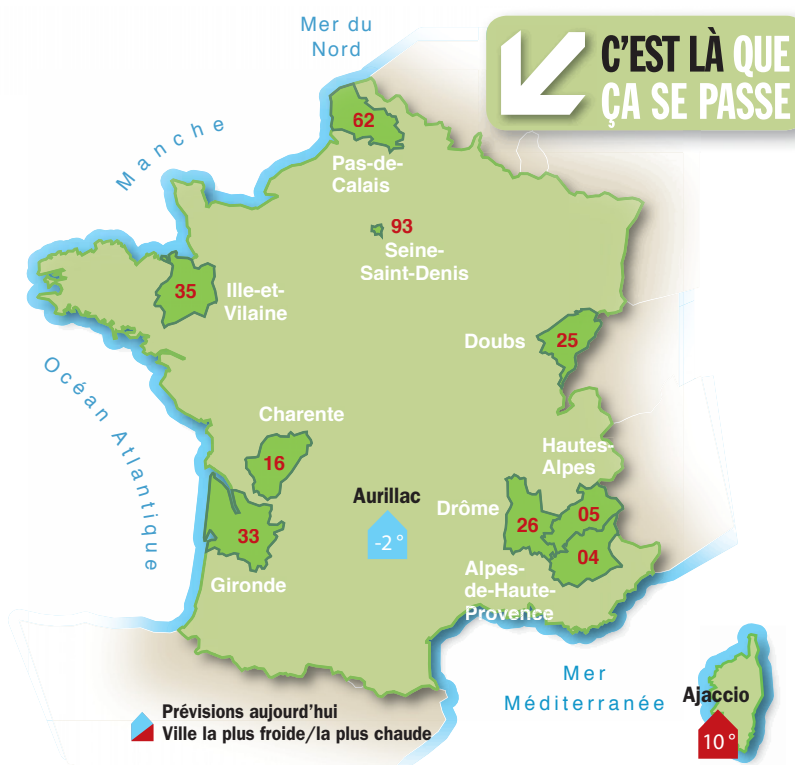 Mer du
Nord
C'EST LÀ QUE
ÇA SE PASSE
Manche
62
Pas-de-
Calais
93
Seine-
Saint-Denis
35
Ille-et-
Vilaine
Doubs
25
Océan Atlantique
Charente
16
Hautes-
Alpes
Aurillac
-2°
Drôme
26
05
04
33
Gironde
Alpes-
de-Haute-
Provence
Mer
Méditerranée
Ajaccio
10°
Prévisions aujourd'hui
Ville la plus froide/la plus chaude